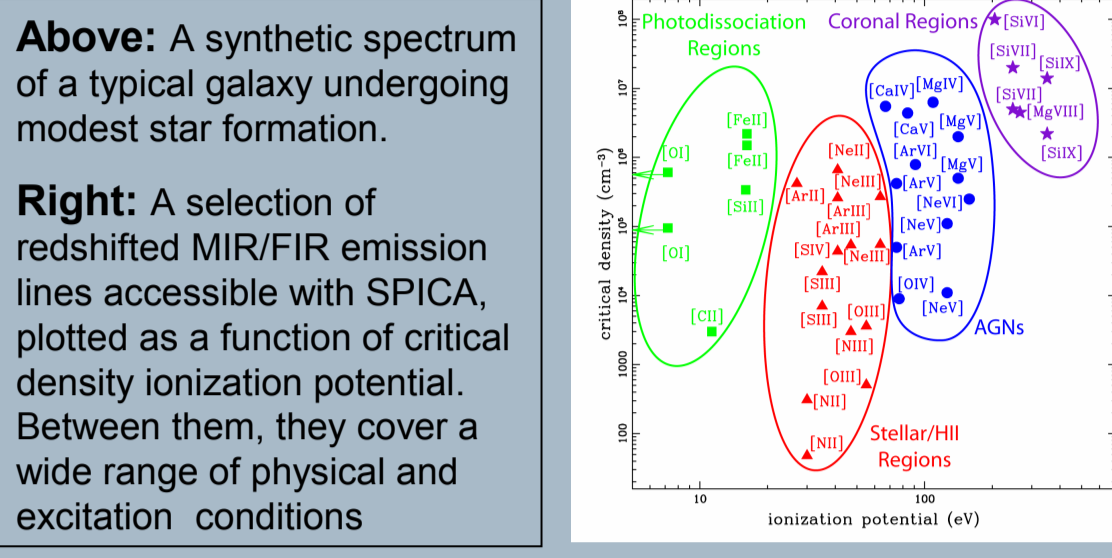 Above: A synthetic spectrum
of a typical galaxy undergoing
modest star formation.
Right: A selection of
redshifted MIR/FIR emission
lines accessible with SPICA,
plotted as a function of critical
density ionization potential.
Between them, they cover a
wide range of physical and
excitation conditions
Photodissociation
Regions
Coronal Regions
[SiVI]
[SiVII]
[SiIX]
[SiVII]
[MgVIII]
[SiIX]
[CaIV]
[MgIV]
[CaV]
[MgV]
[ArVI]
[MgV]
[ArV]
[NeVI]
[NeV]
[ArV]
[OIV]
[NeV]
AGNs
[FeII]
[FeII]
[OI]
[SiII]
[OI]
[CII]
[NeII]
[NeIII]
[ArII]
[ArIII]
[ArIII]
[SIV]
[NeIII]
[SIII]
[SIII]
[OIII]
[NIII]
[OIII]
[NII]
[NII]
Stellar/HII
Regions
critical density (cm⁻³)
10⁸
10⁷
10⁶
10⁵
10⁴
1000
100
10
100
ionization potential (eV)